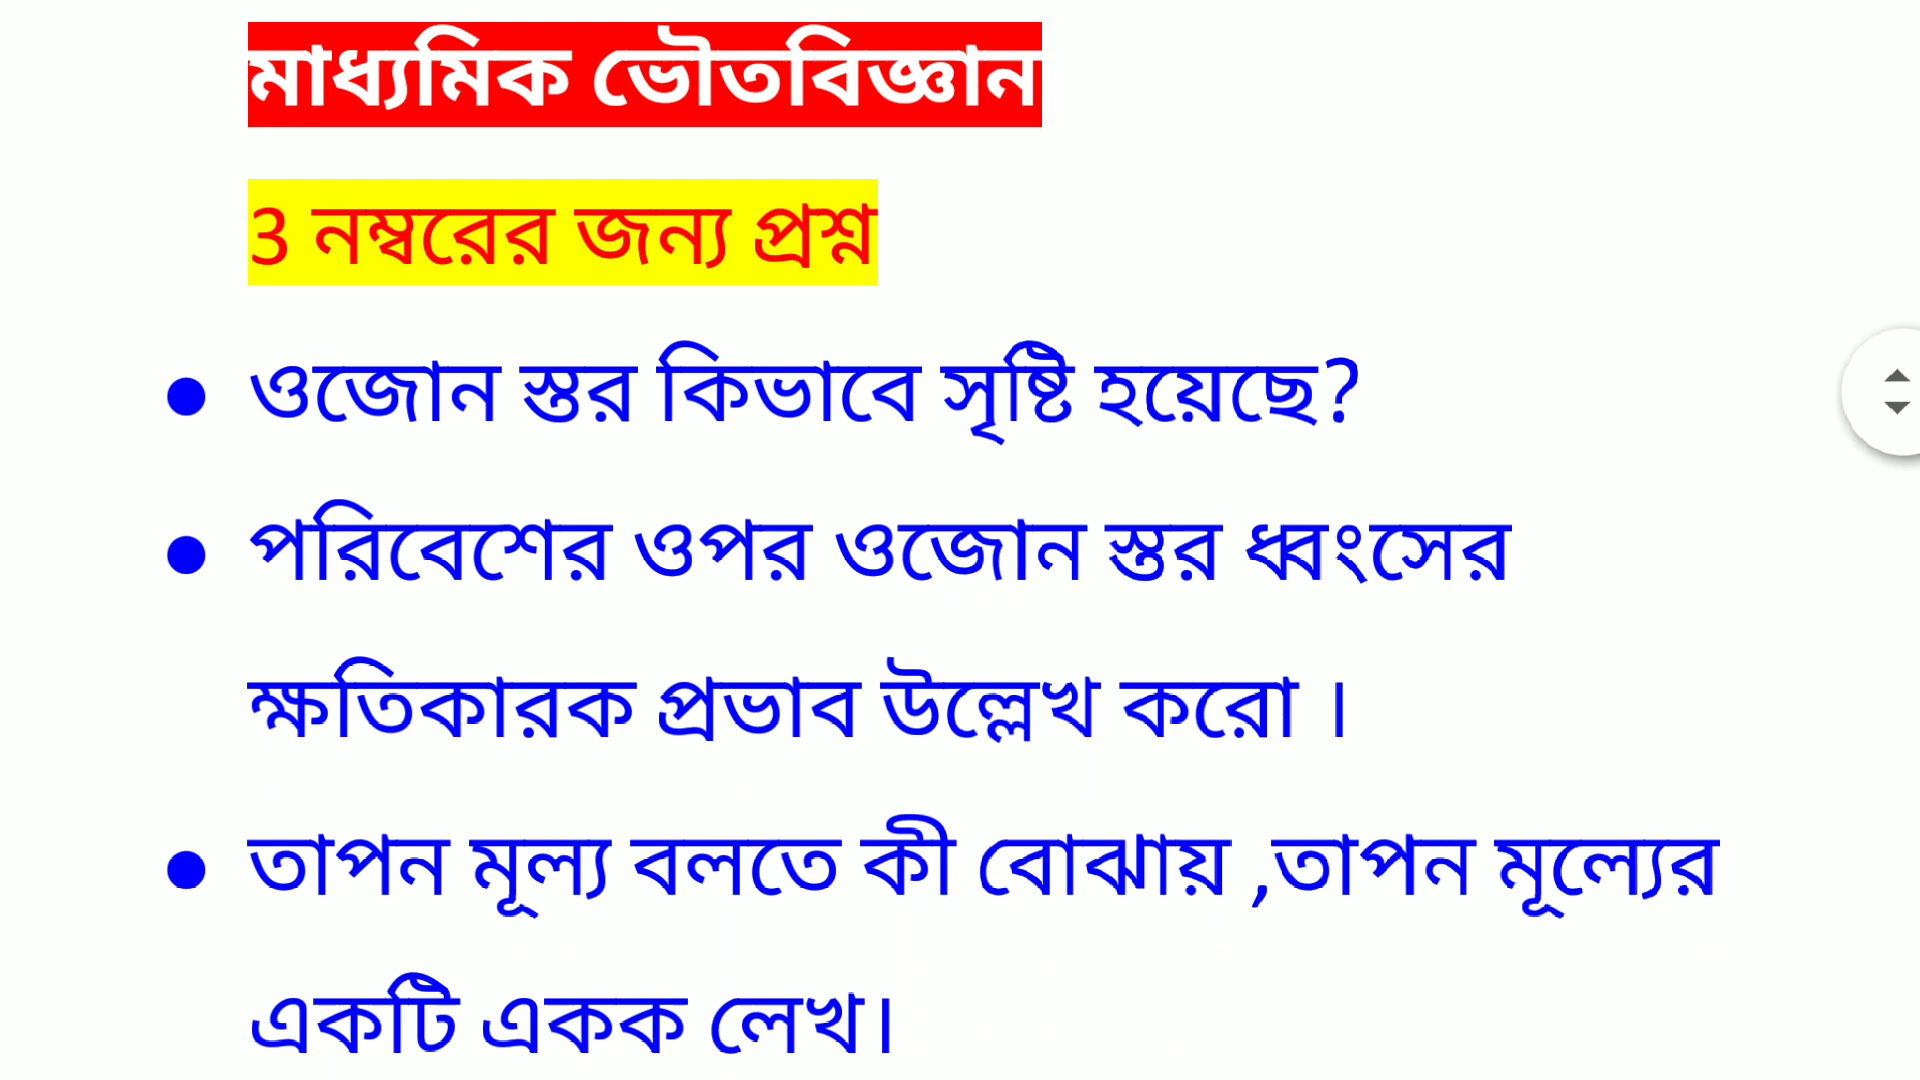 মাধ্যমিক ভৌতবিজ্ঞান
3 নম্বরের জন্য প্রশ্ন
● ওজোন স্তর কিভাবে সৃষ্টি হয়েছে?
● পরিবেশের ওপর ওজোন স্তর ধ্বংসের
ক্ষতিকারক প্রভাব উল্লেখ করো ।
● তাপন মূল্য বলতে কী বোঝায় ,তাপন মূল্যের
একটি একক লেখ।